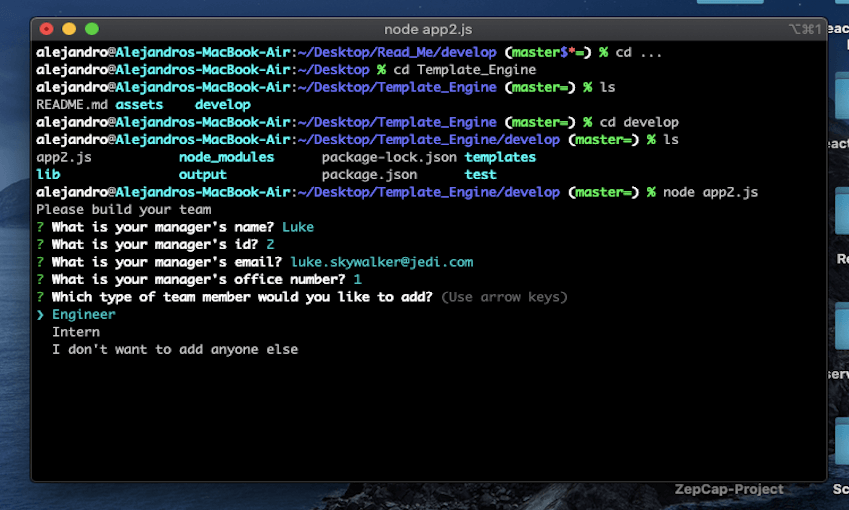 node app2.js
⌥⌘1
alejandro@Alejandros-MacBook-Air:~/Desktop/Read_Me/develop (master$*=) % cd ...
alejandro@Alejandros-MacBook-Air:~/Desktop % cd Template_Engine
alejandro@Alejandros-MacBook-Air:~/Desktop/Template_Engine (master=) % ls
README.md assets    develop
alejandro@Alejandros-MacBook-Air:~/Desktop/Template_Engine (master=) % cd develop
alejandro@Alejandros-MacBook-Air:~/Desktop/Template_Engine/develop (master=) % ls
app2.js           node_modules      package-lock.json templates
lib               output            package.json      test
alejandro@Alejandros-MacBook-Air:~/Desktop/Template_Engine/develop (master=) % node app2.js
Please build your team
? What is your manager's name? Luke
? What is your manager's id? 2
? What is your manager's email? luke.skywalker@jedi.com
? What is your manager's office number? 1
? Which type of team member would you like to add? (Use arrow keys)
❯ Engineer
  Intern
  I don't want to add anyone else
ZepCap-Project